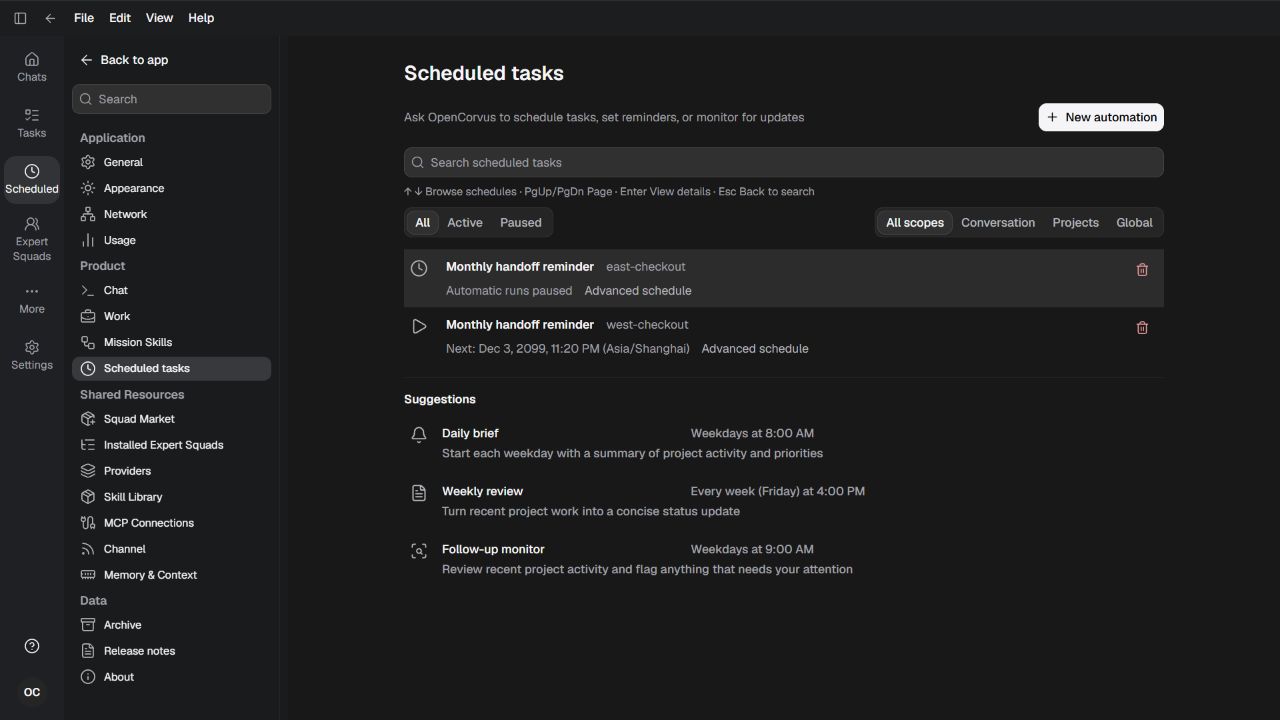 File Edit View Help
Chats
Tasks
Scheduled
Expert
Squads
More
Settings
OC
Back to app
Search
Application
General
Appearance
Network
Usage
Product
Chat
Work
Mission Skills
Scheduled tasks
Shared Resources
Squad Market
Installed Expert Squads
Providers
Skill Library
MCP Connections
Channel
Memory & Context
Data
Archive
Release notes
About
Scheduled tasks
Ask OpenCorvus to schedule tasks, set reminders, or monitor for updates
+ New automation
Search scheduled tasks
↑↓ Browse schedules · PgUp/PgDn Page · Enter View details · Esc Back to search
All Active Paused
All scopes Conversation Projects Global
Monthly handoff reminder east-checkout
Automatic runs paused Advanced schedule
Monthly handoff reminder west-checkout
Next: Dec 3, 2099, 11:20 PM (Asia/Shanghai) Advanced schedule
Suggestions
Daily brief Weekdays at 8:00 AM
Start each weekday with a summary of project activity and priorities
Weekly review Every week (Friday) at 4:00 PM
Turn recent project work into a concise status update
Follow-up monitor Weekdays at 9:00 AM
Review recent project activity and flag anything that needs your attention